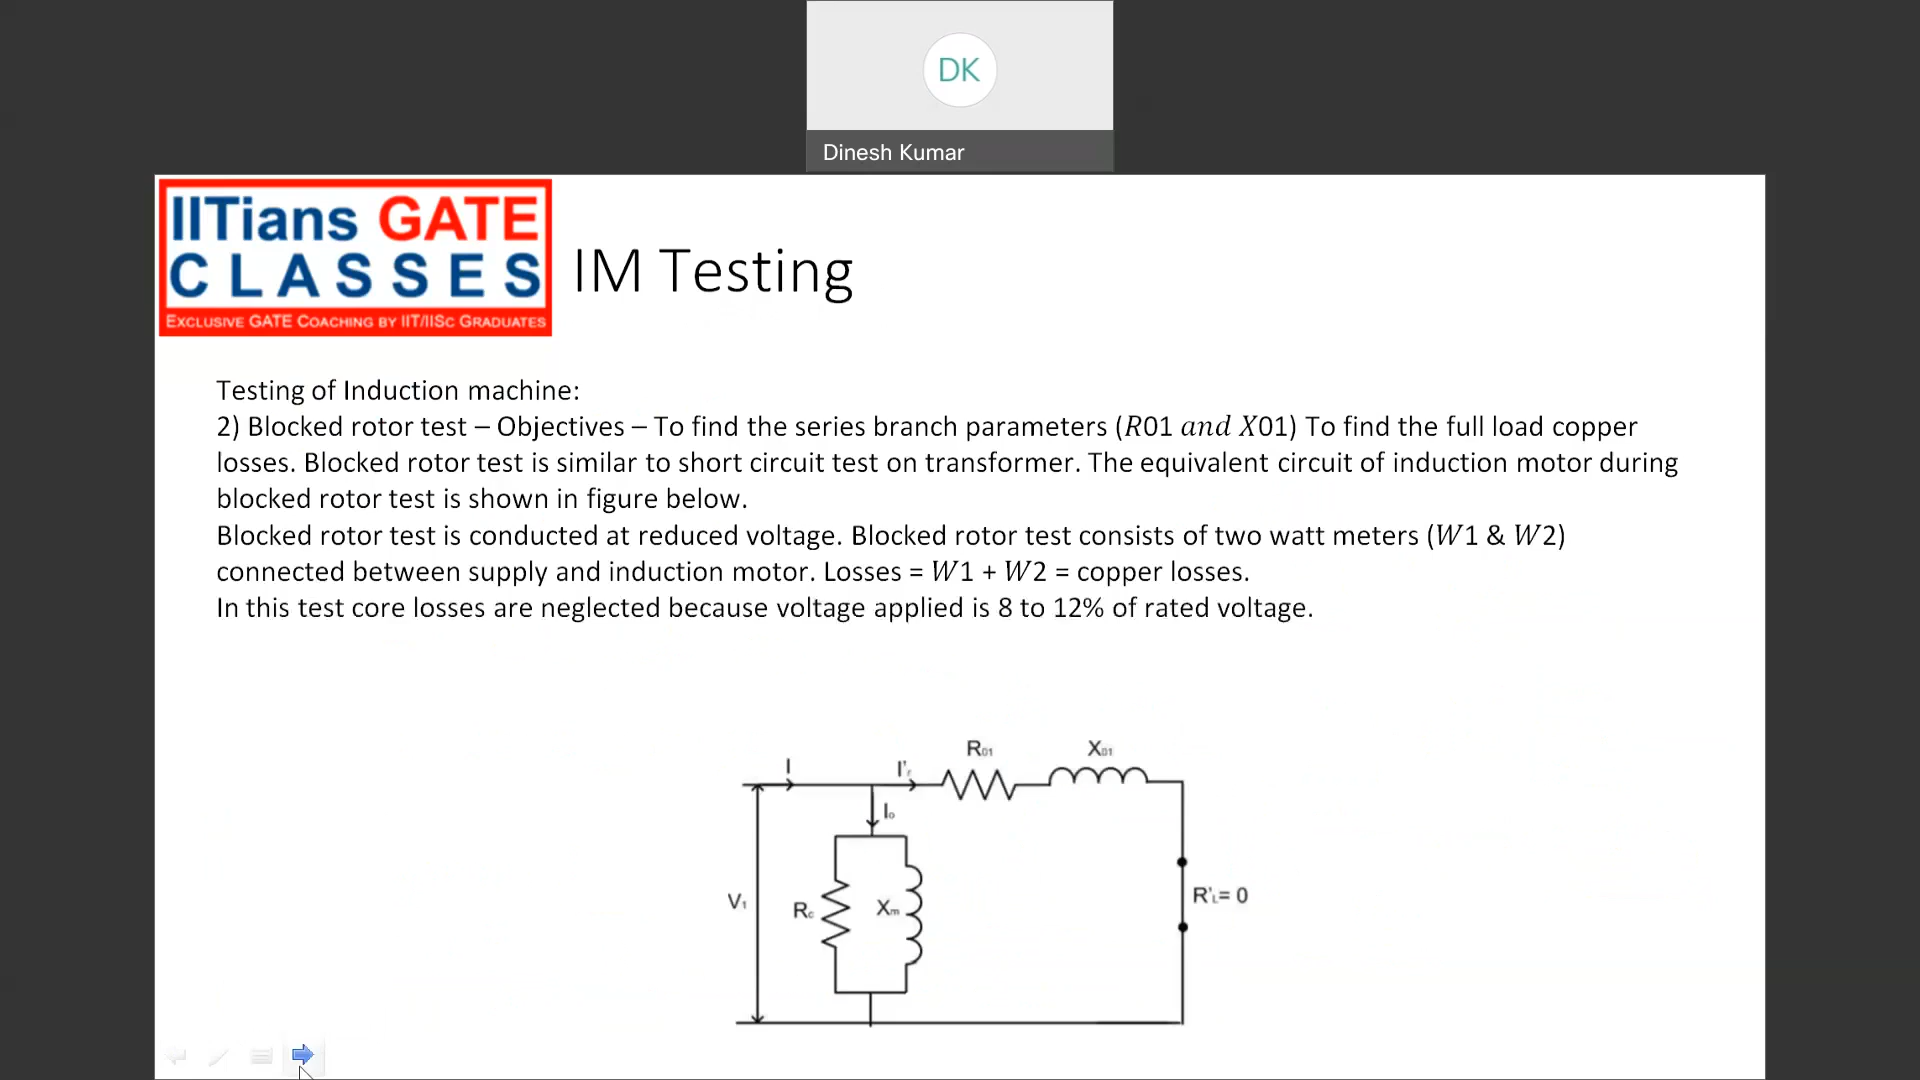 DK
Dinesh Kumar
IITians GATE
CLASSES
EXCLUSIVE GATE COACHING BY IIT/IISC GRADUATES
IM Testing
Testing of Induction machine:
2) Blocked rotor test – Objectives – To find the series branch parameters (𝑅01 𝑎𝑛𝑑 𝑋01) To find the full load copper
losses. Blocked rotor test is similar to short circuit test on transformer. The equivalent circuit of induction motor during
blocked rotor test is shown in figure below.
Blocked rotor test is conducted at reduced voltage. Blocked rotor test consists of two watt meters (𝑊1 & 𝑊2)
connected between supply and induction motor. Losses = 𝑊1 + 𝑊2 = copper losses.
In this test core losses are neglected because voltage applied is 8 to 12% of rated voltage.
R₀₁ X₀₁
I I'ᵣ
I₀
V₁ R꜀ Xₘ R'ʟ= 0